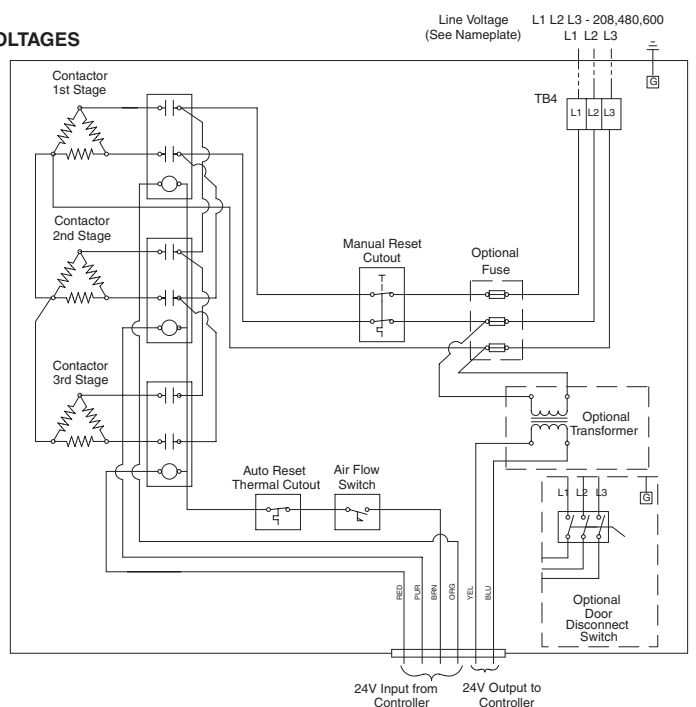 OLTAGES
Line Voltage
(See Nameplate)
L1 L2 L3 - 208,480,600
L1 L2 L3
G
TB4
L1 L2 L3
Contactor
1st Stage
Contactor
2nd Stage
Manual Reset
Cutout
Optional
Fuse
Contactor
3rd Stage
Optional
Transformer
Auto Reset
Thermal Cutout
Air Flow
Switch
L1 L2 L3
G
RED
PUR
BRN
ORG
YEL
BLU
Optional
Door
Disconnect
Switch
24V Input from
Controller
24V Output to
Controller